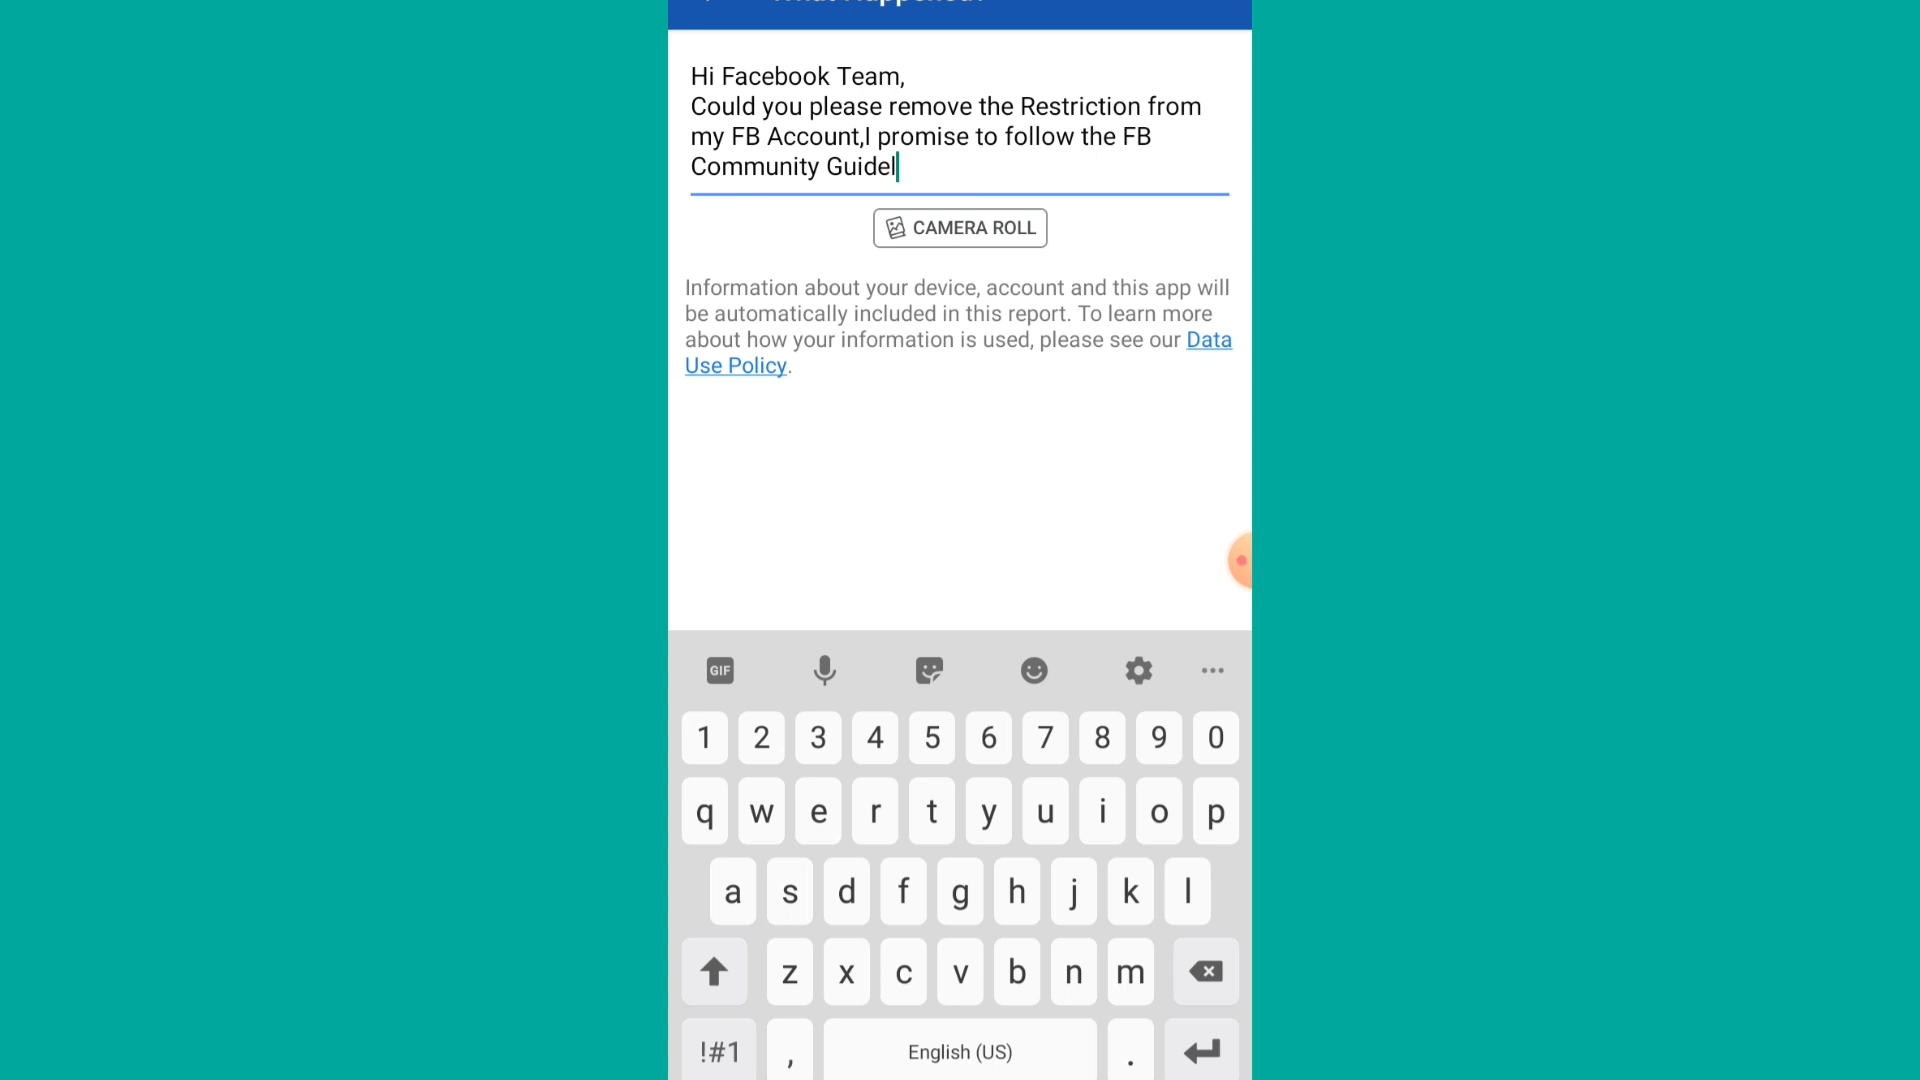 Hi Facebook Team,
Could you please remove the Restriction from
my FB Account,I promise to follow the FB
Community Guidel
CAMERA ROLL
Information about your device, account and this app will
be automatically included in this report. To learn more
about how your information is used, please see our Data
Use Policy.
GIF
1 2 3 4 5 6 7 8 9 0
q w e r t y u i o p
a s d f g h j k l
z x c v b n m
!#1 , English (US) .